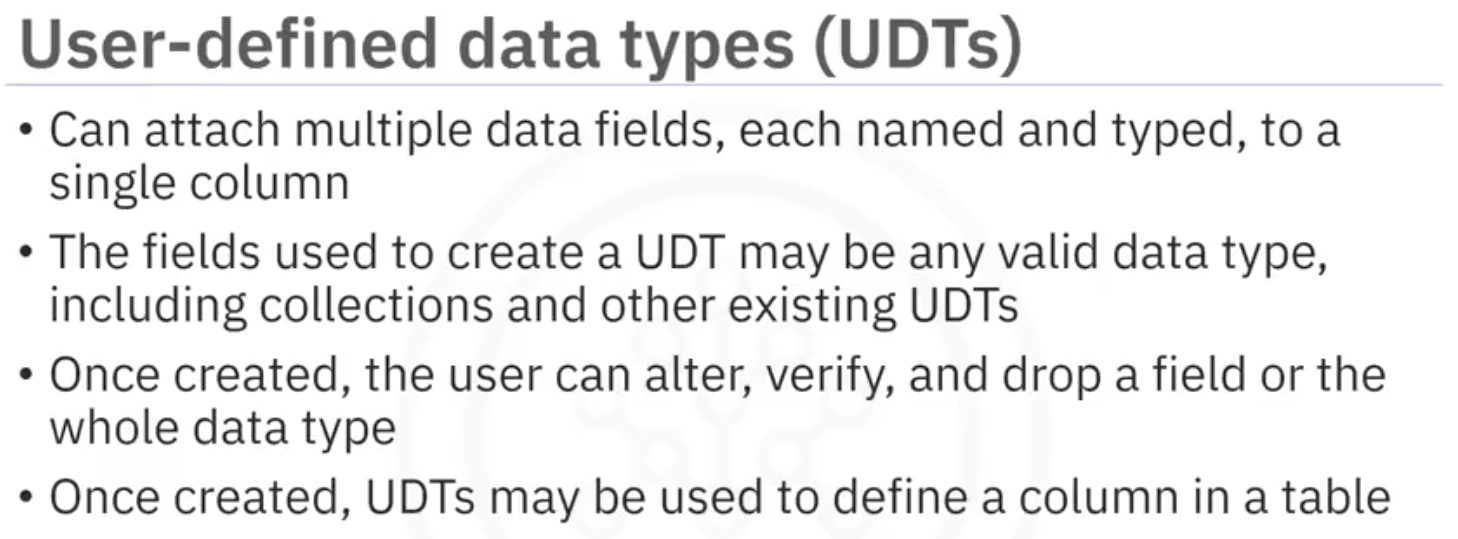 User-defined data types (UDTs)
• Can attach multiple data fields, each named and typed, to a
single column
• The fields used to create a UDT may be any valid data type,
including collections and other existing UDTs
• Once created, the user can alter, verify, and drop a field or the
whole data type
• Once created, UDTs may be used to define a column in a table